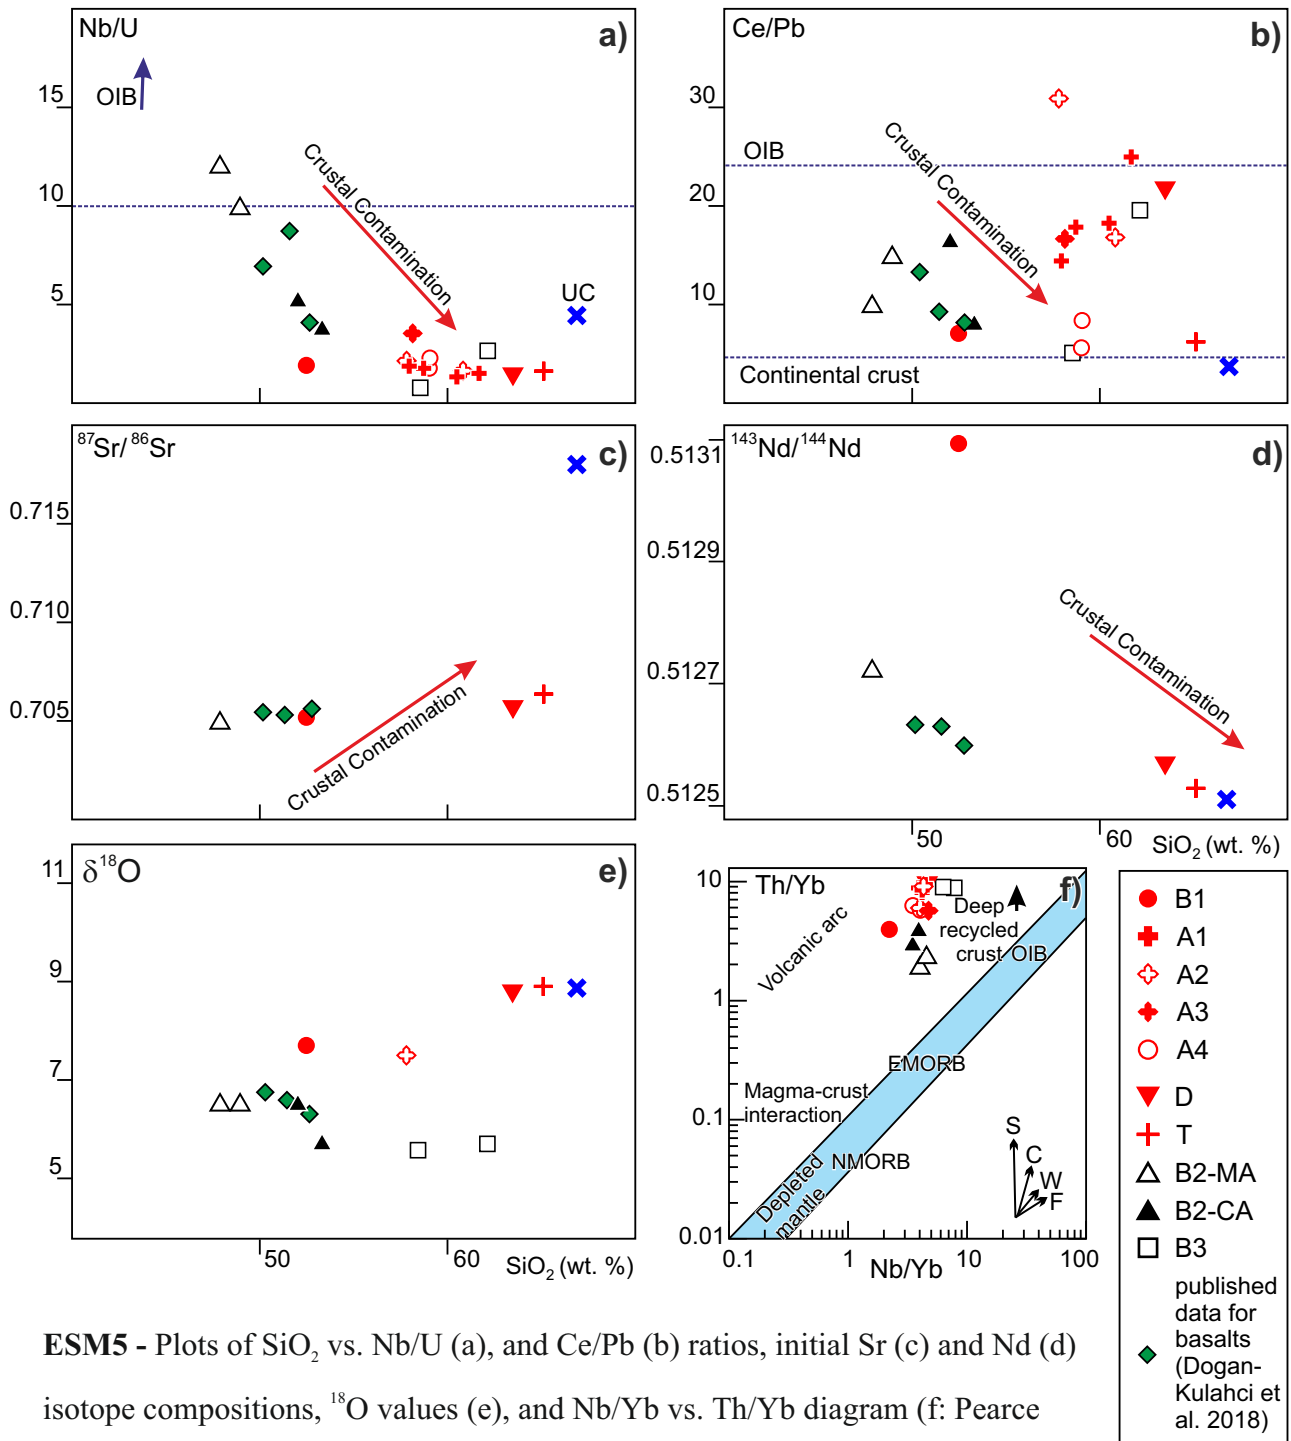 Nb/U
a)
15
10
5
OIB
Crustal Contamination
UC
Ce/Pb
b)
30
20
10
OIB
Crustal Contamination
Continental crust
⁸⁷Sr/⁸⁶Sr
c)
0.715
0.710
0.705
Crustal Contamination
¹⁴³Nd/¹⁴⁴Nd
d)
0.5131
0.5129
0.5127
0.5125
Crustal Contamination
50
60
SiO₂ (wt. %)
δ¹⁸O
e)
11
9
7
5
50
60
SiO₂ (wt. %)
Th/Yb
f)
10
1
0.1
0.01
Volcanic arc
Deep
recycled
crust
OIB
EMORB
Magma-crust
interaction
NMORB
Depleted
mantle
S
C
W
F
0.1
1
10
100
Nb/Yb
B1
A1
A2
A3
A4
D
T
B2-MA
B2-CA
B3
published
data for
basalts
(Dogan-
Kulahci et
al. 2018)
ESM5 - Plots of SiO₂ vs. Nb/U (a), and Ce/Pb (b) ratios, initial Sr (c) and Nd (d)
isotope compositions, ¹⁸O values (e), and Nb/Yb vs. Th/Yb diagram (f: Pearce